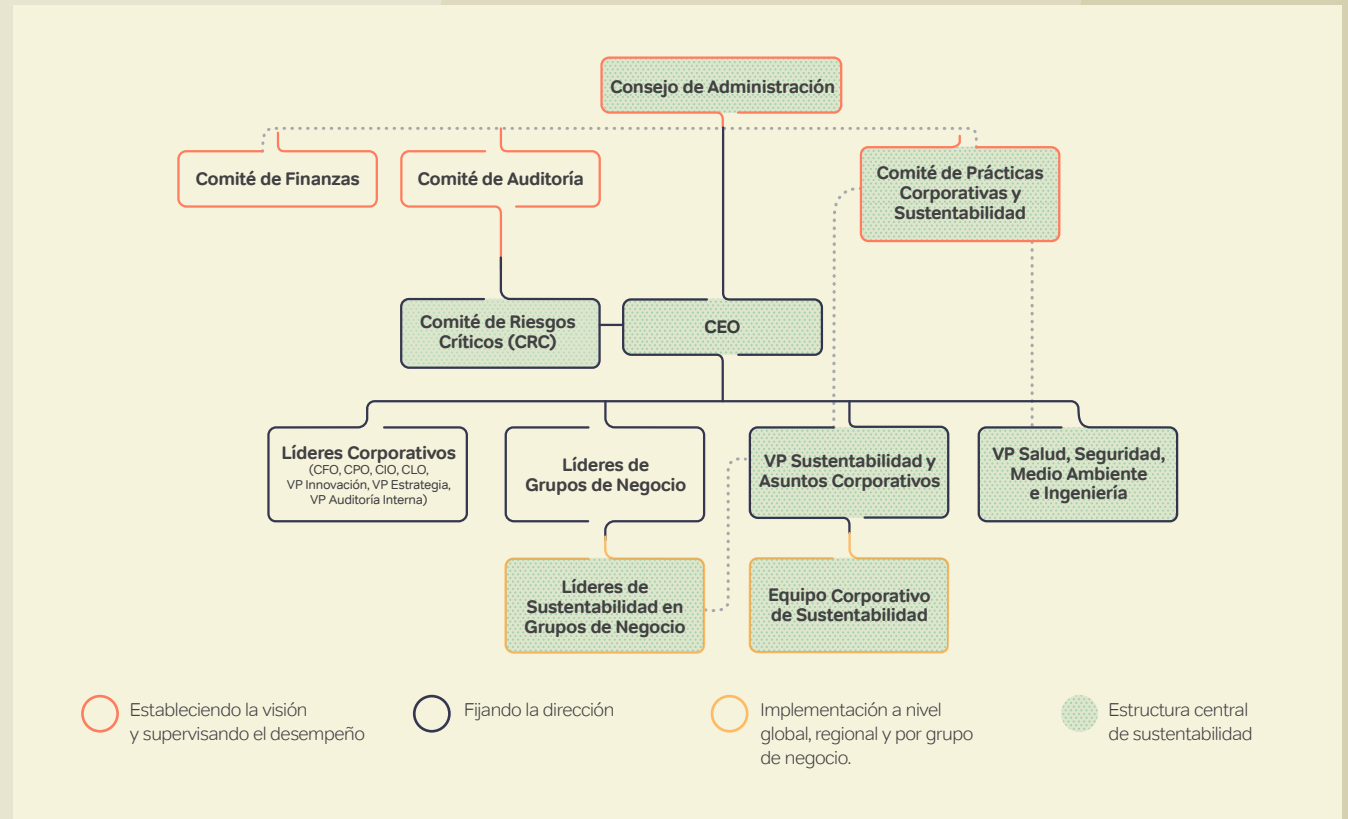 Consejo de Administración
Comité de Finanzas
Comité de Auditoría
Comité de Prácticas
Corporativas y
Sustentabilidad
Comité de Riesgos
Críticos (CRC)
CEO
Líderes Corporativos
(CFO, CPO, CIO, CLO,
VP Innovación, VP Estrategia,
VP Auditoría Interna)
Líderes de
Grupos de Negocio
VP Sustentabilidad y
Asuntos Corporativos
VP Salud, Seguridad,
Medio Ambiente
e Ingeniería
Líderes de
Sustentabilidad en
Grupos de Negocio
Equipo Corporativo
de Sustentabilidad
Estableciendo la visión
y supervisando el desempeño
Fijando la dirección
Implementación a nivel
global, regional y por grupo
de negocio.
Estructura central
de sustentabilidad